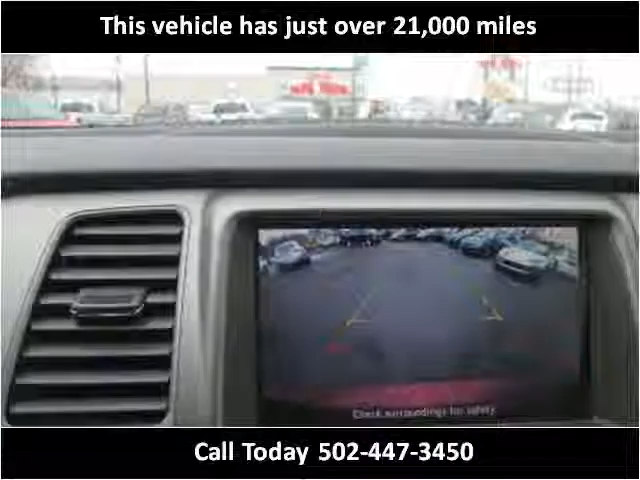 This vehicle has just over 21,000 miles
Check surroundings for safety
Call Today 502-447-3450